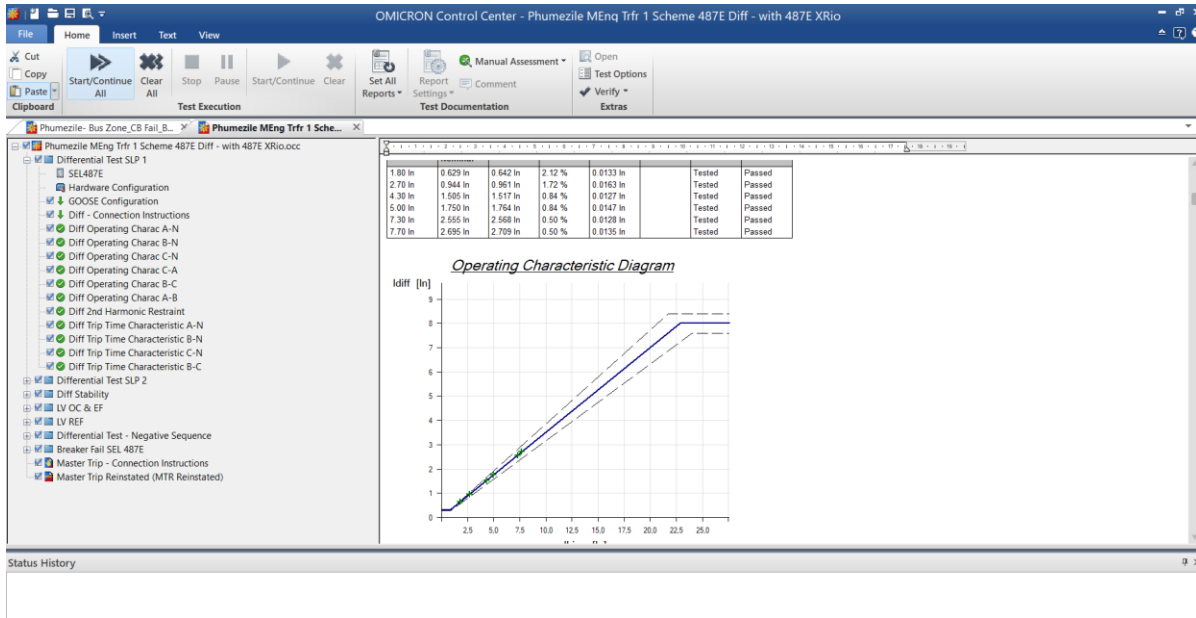 OMICRON Control Center - Phumezile MEng Trfr 1 Scheme 487E Diff - with 487E XRio
File Home Insert Text View
Cut
Copy
Paste
Clipboard
Start/Continue All
Clear All
Stop
Pause
Start/Continue
Clear
Test Execution
Set All Reports
Report Settings
Manual Assessment
Comment
Test Documentation
Open
Test Options
Verify
Extras
Phumezile- Bus Zone_CB Fail_B...
Phumezile MEng Trfr 1 Sche...
Phumezile MEng Trfr 1 Scheme 487E Diff - with 487E XRio.occ
Differential Test SLP 1
SEL487E
Hardware Configuration
GOOSE Configuration
Diff - Connection Instructions
Diff Operating Charac A-N
Diff Operating Charac B-N
Diff Operating Charac C-N
Diff Operating Charac C-A
Diff Operating Charac B-C
Diff Operating Charac A-B
Diff 2nd Harmonic Restraint
Diff Trip Time Characteristic A-N
Diff Trip Time Characteristic B-N
Diff Trip Time Characteristic C-N
Diff Trip Time Characteristic B-C
Differential Test SLP 2
Diff Stability
LV OC & EF
LV REF
Differential Test - Negative Sequence
Breaker Fail SEL 487E
Master Trip - Connection Instructions
Master Trip Reinstated (MTR Reinstated)
1.80 In 0.629 In 0.642 In 2.12 % 0.0133 In Tested Passed
2.70 In 0.944 In 0.961 In 1.72 % 0.0163 In Tested Passed
4.30 In 1.505 In 1.517 In 0.84 % 0.0127 In Tested Passed
5.00 In 1.750 In 1.764 In 0.84 % 0.0147 In Tested Passed
7.30 In 2.555 In 2.568 In 0.50 % 0.0128 In Tested Passed
7.70 In 2.695 In 2.709 In 0.50 % 0.0135 In Tested Passed
Operating Characteristic Diagram
Idiff [In]
9
8
7
6
5
4
3
2
1
0
2.5 5.0 7.5 10.0 12.5 15.0 17.5 20.0 22.5 25.0
Status History